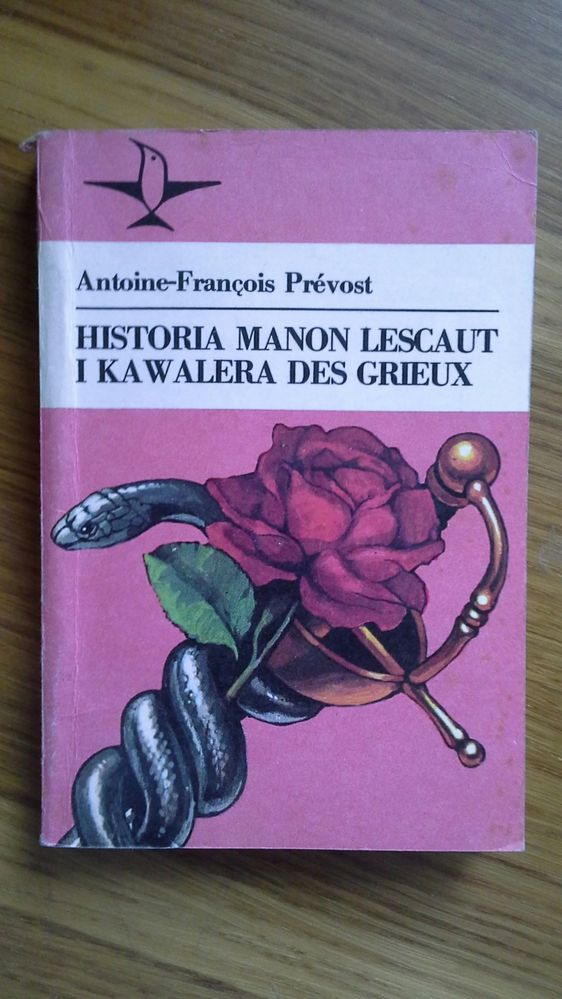 Antoine-François Prévost
HISTORIA MANON LESCAUT
I KAWALERA DES GRIEUX